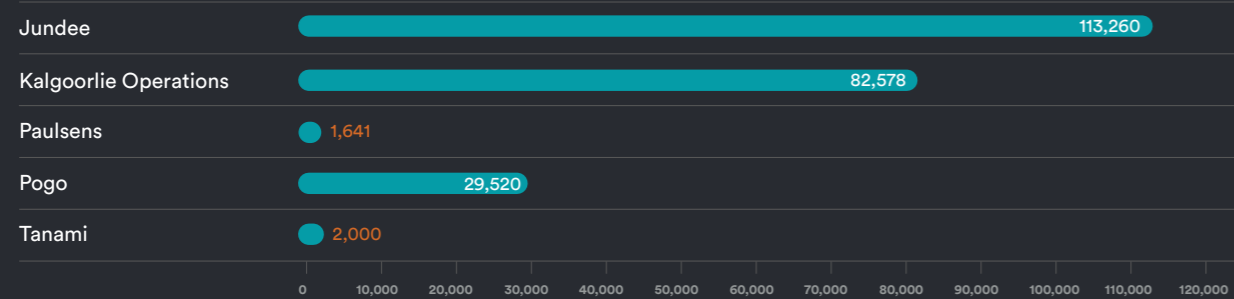 Jundee 113,260
Kalgoorlie Operations 82,578
Paulsens 1,641
Pogo 29,520
Tanami 2,000
0 10,000 20,000 30,000 40,000 50,000 60,000 70,000 80,000 90,000 100,000 110,000 120,000